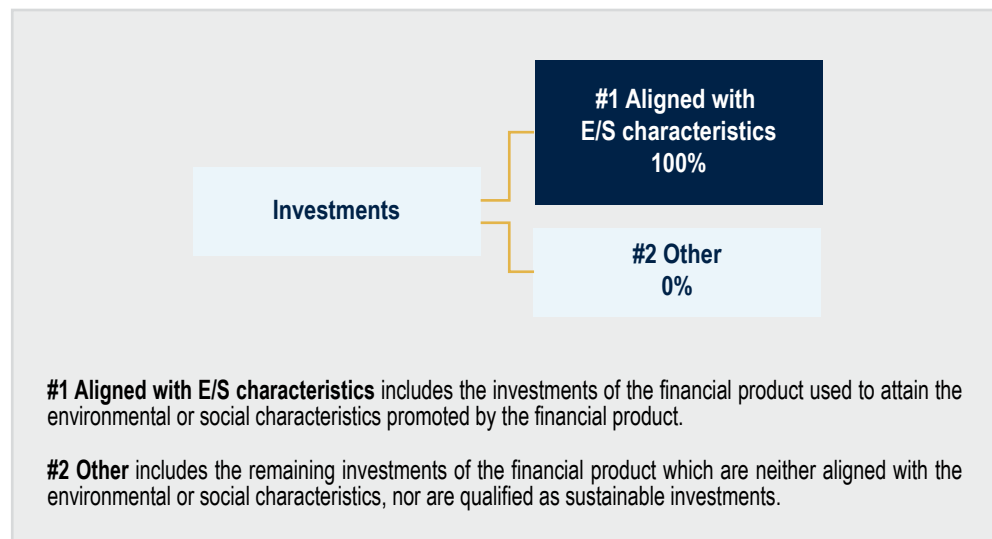 #1 Aligned with
E/S characteristics
100%
Investments
#2 Other
0%
#1 Aligned with E/S characteristics includes the investments of the financial product used to attain the
environmental or social characteristics promoted by the financial product.
#2 Other includes the remaining investments of the financial product which are neither aligned with the
environmental or social characteristics, nor are qualified as sustainable investments.